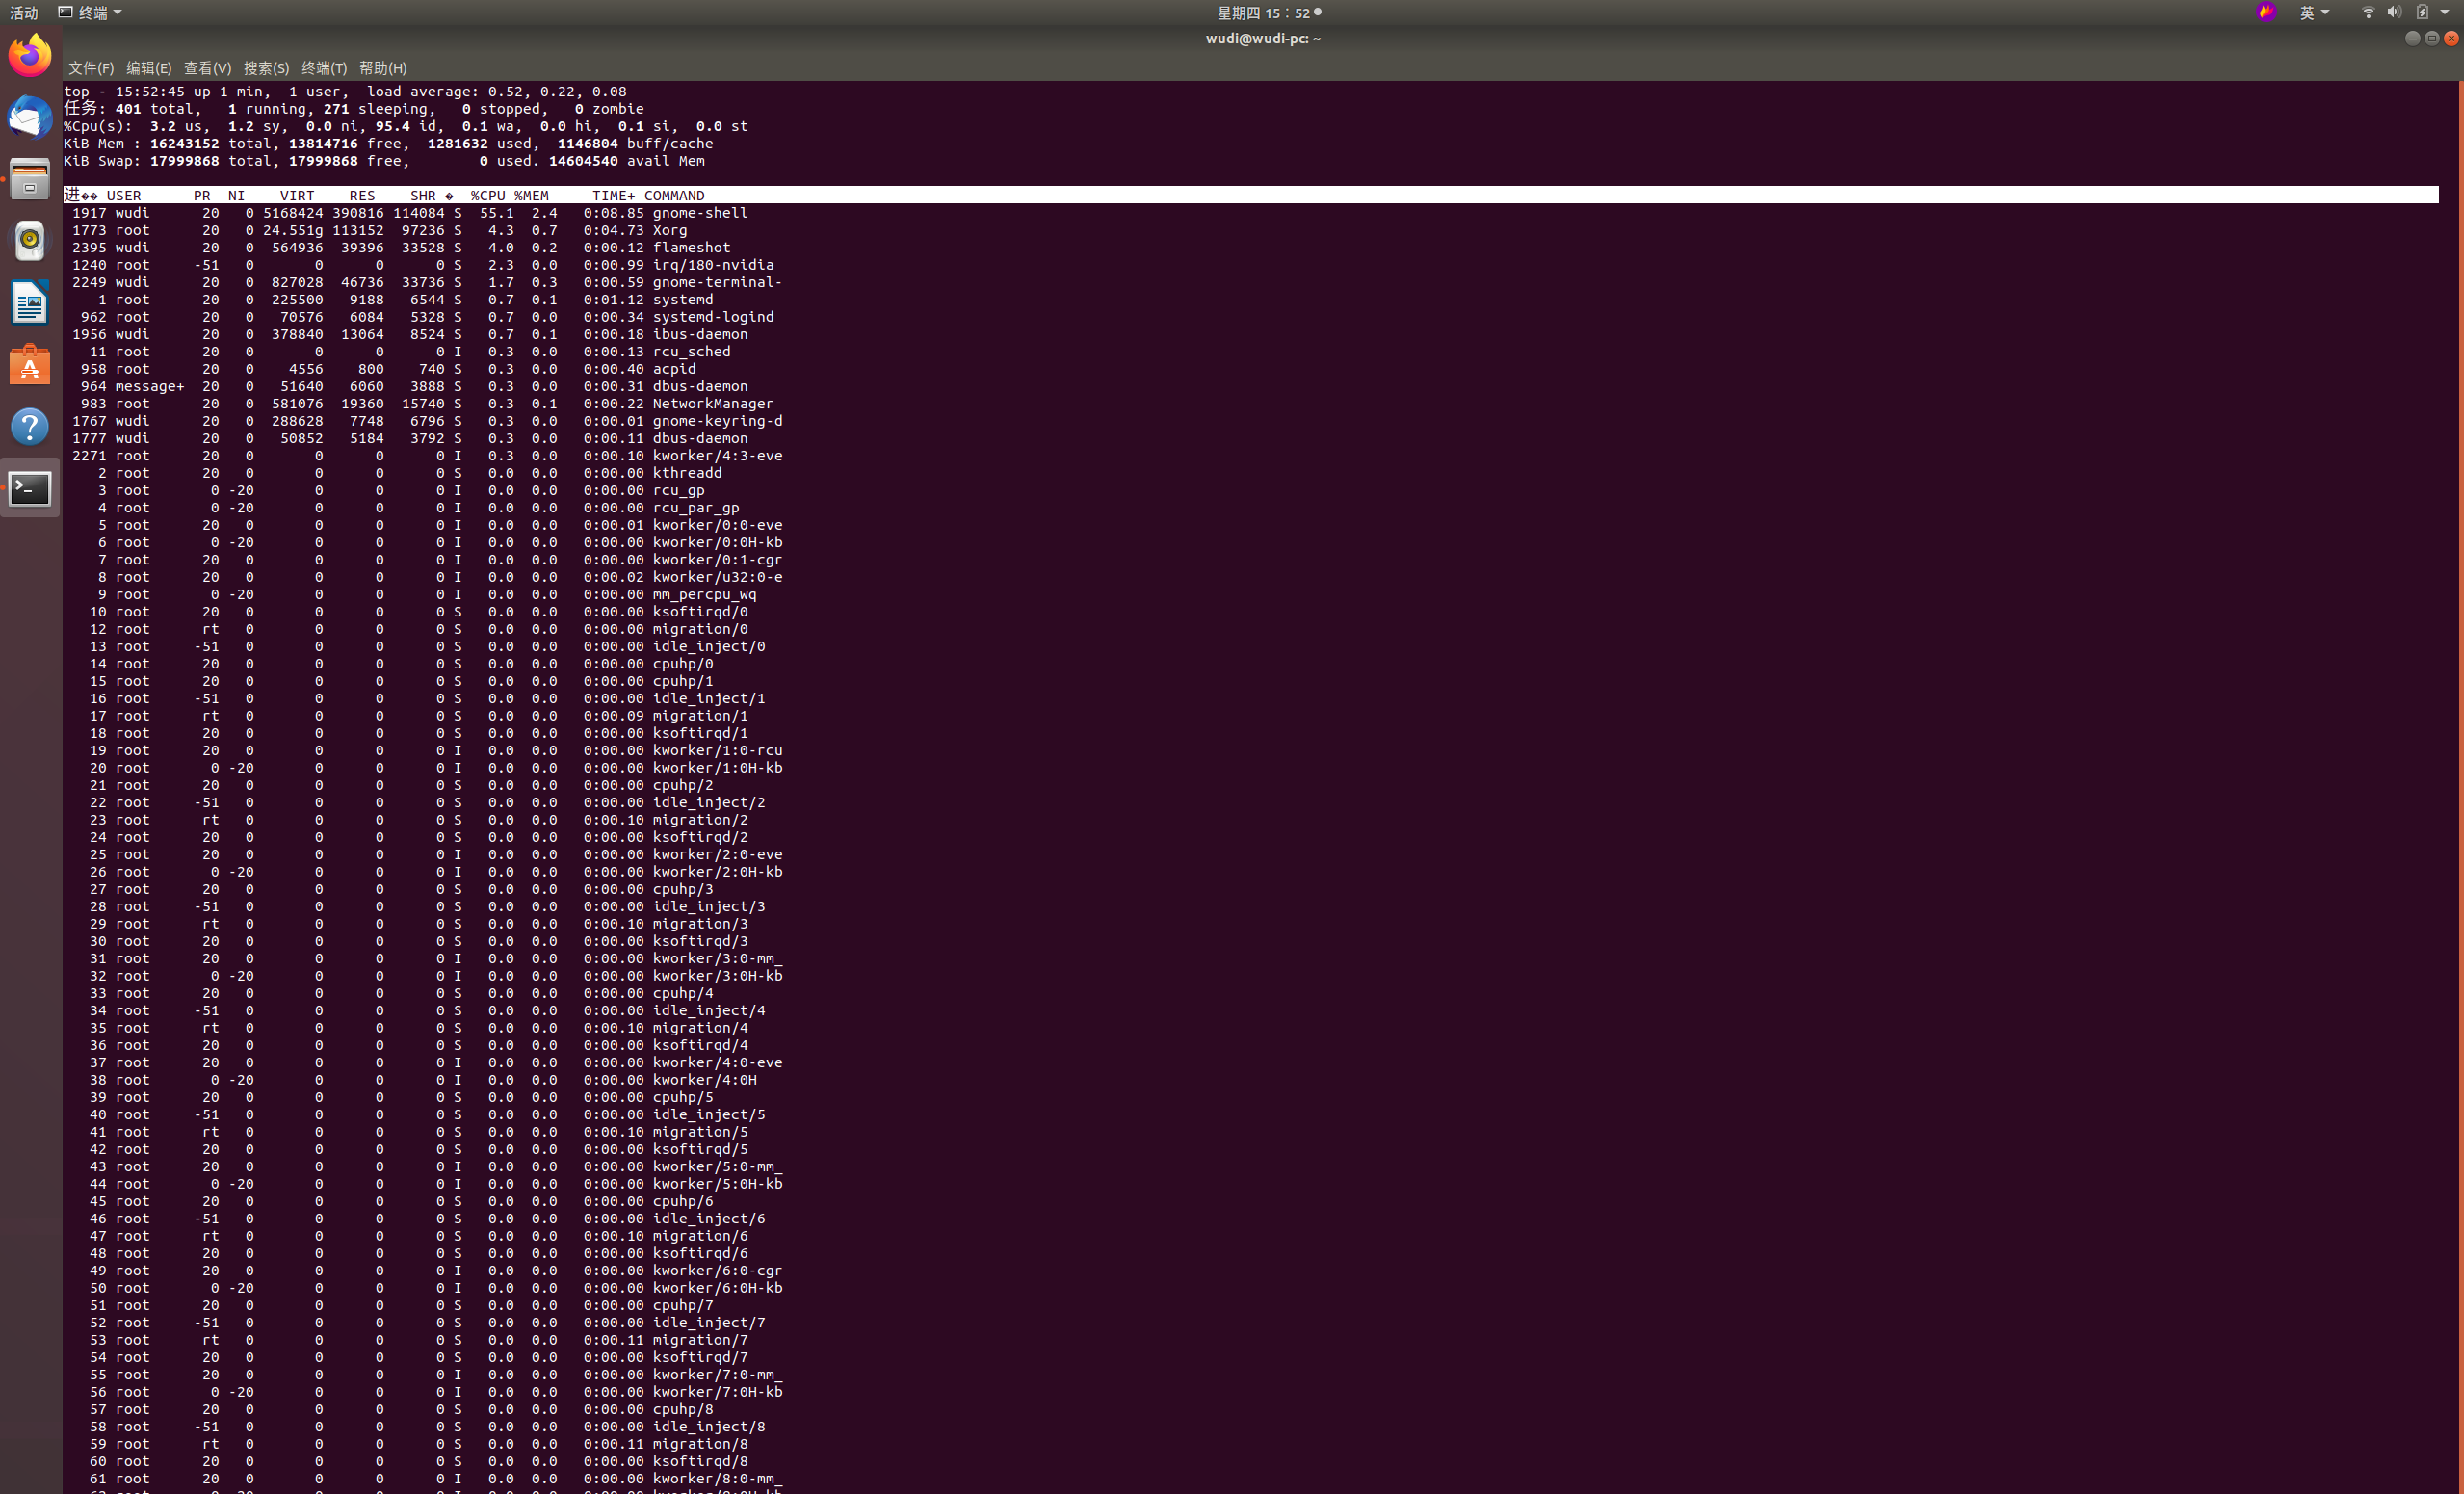 活动 终端 星期四 15：52 英
wudi@wudi-pc: ~
文件(F) 编辑(E) 查看(V) 搜索(S) 终端(T) 帮助(H)
top - 15:52:45 up 1 min,  1 user,  load average: 0.52, 0.22, 0.08
任务: 401 total,   1 running, 271 sleeping,   0 stopped,   0 zombie
%Cpu(s):  3.2 us,  1.2 sy,  0.0 ni, 95.4 id,  0.1 wa,  0.0 hi,  0.1 si,  0.0 st
KiB Mem : 16243152 total, 13814716 free,  1281632 used,  1146804 buff/cache
KiB Swap: 17999868 total, 17999868 free,        0 used. 14604540 avail Mem
进�� USER      PR  NI    VIRT    RES    SHR �  %CPU %MEM     TIME+ COMMAND
1917 wudi      20   0 5168424 390816 114084 S  55.1  2.4   0:08.85 gnome-shell
1773 root      20   0 24.551g 113152  97236 S   4.3  0.7   0:04.73 Xorg
2395 wudi      20   0  564936  39396  33528 S   4.0  0.2   0:00.12 flameshot
1240 root     -51   0       0      0      0 S   2.3  0.0   0:00.99 irq/180-nvidia
2249 wudi      20   0  827028  46736  33736 S   1.7  0.3   0:00.59 gnome-terminal-
1 root      20   0  225500   9188   6544 S   0.7  0.1   0:01.12 systemd
962 root      20   0   70576   6084   5328 S   0.7  0.0   0:00.34 systemd-logind
1956 wudi      20   0  378840  13064   8524 S   0.7  0.1   0:00.18 ibus-daemon
11 root      20   0       0      0      0 I   0.3  0.0   0:00.13 rcu_sched
958 root      20   0    4556    800    740 S   0.3  0.0   0:00.40 acpid
964 message+  20   0   51640   6060   3888 S   0.3  0.0   0:00.31 dbus-daemon
983 root      20   0  581076  19360  15740 S   0.3  0.1   0:00.22 NetworkManager
1767 wudi      20   0  288628   7748   6796 S   0.3  0.0   0:00.01 gnome-keyring-d
1777 wudi      20   0   50852   5184   3792 S   0.3  0.0   0:00.11 dbus-daemon
2271 root      20   0       0      0      0 I   0.3  0.0   0:00.10 kworker/4:3-eve
2 root      20   0       0      0      0 S   0.0  0.0   0:00.00 kthreadd
3 root       0 -20       0      0      0 I   0.0  0.0   0:00.00 rcu_gp
4 root       0 -20       0      0      0 I   0.0  0.0   0:00.00 rcu_par_gp
5 root      20   0       0      0      0 I   0.0  0.0   0:00.01 kworker/0:0-eve
6 root       0 -20       0      0      0 I   0.0  0.0   0:00.00 kworker/0:0H-kb
7 root      20   0       0      0      0 I   0.0  0.0   0:00.00 kworker/0:1-cgr
8 root      20   0       0      0      0 I   0.0  0.0   0:00.02 kworker/u32:0-e
9 root       0 -20       0      0      0 I   0.0  0.0   0:00.00 mm_percpu_wq
10 root      20   0       0      0      0 S   0.0  0.0   0:00.00 ksoftirqd/0
12 root      rt   0       0      0      0 S   0.0  0.0   0:00.00 migration/0
13 root     -51   0       0      0      0 S   0.0  0.0   0:00.00 idle_inject/0
14 root      20   0       0      0      0 S   0.0  0.0   0:00.00 cpuhp/0
15 root      20   0       0      0      0 S   0.0  0.0   0:00.00 cpuhp/1
16 root     -51   0       0      0      0 S   0.0  0.0   0:00.00 idle_inject/1
17 root      rt   0       0      0      0 S   0.0  0.0   0:00.09 migration/1
18 root      20   0       0      0      0 S   0.0  0.0   0:00.00 ksoftirqd/1
19 root      20   0       0      0      0 I   0.0  0.0   0:00.00 kworker/1:0-rcu
20 root       0 -20       0      0      0 I   0.0  0.0   0:00.00 kworker/1:0H-kb
21 root      20   0       0      0      0 S   0.0  0.0   0:00.00 cpuhp/2
22 root     -51   0       0      0      0 S   0.0  0.0   0:00.00 idle_inject/2
23 root      rt   0       0      0      0 S   0.0  0.0   0:00.10 migration/2
24 root      20   0       0      0      0 S   0.0  0.0   0:00.00 ksoftirqd/2
25 root      20   0       0      0      0 I   0.0  0.0   0:00.00 kworker/2:0-eve
26 root       0 -20       0      0      0 I   0.0  0.0   0:00.00 kworker/2:0H-kb
27 root      20   0       0      0      0 S   0.0  0.0   0:00.00 cpuhp/3
28 root     -51   0       0      0      0 S   0.0  0.0   0:00.00 idle_inject/3
29 root      rt   0       0      0      0 S   0.0  0.0   0:00.10 migration/3
30 root      20   0       0      0      0 S   0.0  0.0   0:00.00 ksoftirqd/3
31 root      20   0       0      0      0 I   0.0  0.0   0:00.00 kworker/3:0-mm_
32 root       0 -20       0      0      0 I   0.0  0.0   0:00.00 kworker/3:0H-kb
33 root      20   0       0      0      0 S   0.0  0.0   0:00.00 cpuhp/4
34 root     -51   0       0      0      0 S   0.0  0.0   0:00.00 idle_inject/4
35 root      rt   0       0      0      0 S   0.0  0.0   0:00.10 migration/4
36 root      20   0       0      0      0 S   0.0  0.0   0:00.00 ksoftirqd/4
37 root      20   0       0      0      0 I   0.0  0.0   0:00.00 kworker/4:0-eve
38 root       0 -20       0      0      0 I   0.0  0.0   0:00.00 kworker/4:0H
39 root      20   0       0      0      0 S   0.0  0.0   0:00.00 cpuhp/5
40 root     -51   0       0      0      0 S   0.0  0.0   0:00.00 idle_inject/5
41 root      rt   0       0      0      0 S   0.0  0.0   0:00.10 migration/5
42 root      20   0       0      0      0 S   0.0  0.0   0:00.00 ksoftirqd/5
43 root      20   0       0      0      0 I   0.0  0.0   0:00.00 kworker/5:0-mm_
44 root       0 -20       0      0      0 I   0.0  0.0   0:00.00 kworker/5:0H-kb
45 root      20   0       0      0      0 S   0.0  0.0   0:00.00 cpuhp/6
46 root     -51   0       0      0      0 S   0.0  0.0   0:00.00 idle_inject/6
47 root      rt   0       0      0      0 S   0.0  0.0   0:00.10 migration/6
48 root      20   0       0      0      0 S   0.0  0.0   0:00.00 ksoftirqd/6
49 root      20   0       0      0      0 I   0.0  0.0   0:00.00 kworker/6:0-cgr
50 root       0 -20       0      0      0 I   0.0  0.0   0:00.00 kworker/6:0H-kb
51 root      20   0       0      0      0 S   0.0  0.0   0:00.00 cpuhp/7
52 root     -51   0       0      0      0 S   0.0  0.0   0:00.00 idle_inject/7
53 root      rt   0       0      0      0 S   0.0  0.0   0:00.11 migration/7
54 root      20   0       0      0      0 S   0.0  0.0   0:00.00 ksoftirqd/7
55 root      20   0       0      0      0 I   0.0  0.0   0:00.00 kworker/7:0-mm_
56 root       0 -20       0      0      0 I   0.0  0.0   0:00.00 kworker/7:0H-kb
57 root      20   0       0      0      0 S   0.0  0.0   0:00.00 cpuhp/8
58 root     -51   0       0      0      0 S   0.0  0.0   0:00.00 idle_inject/8
59 root      rt   0       0      0      0 S   0.0  0.0   0:00.11 migration/8
60 root      20   0       0      0      0 S   0.0  0.0   0:00.00 ksoftirqd/8
61 root      20   0       0      0      0 I   0.0  0.0   0:00.00 kworker/8:0-mm_